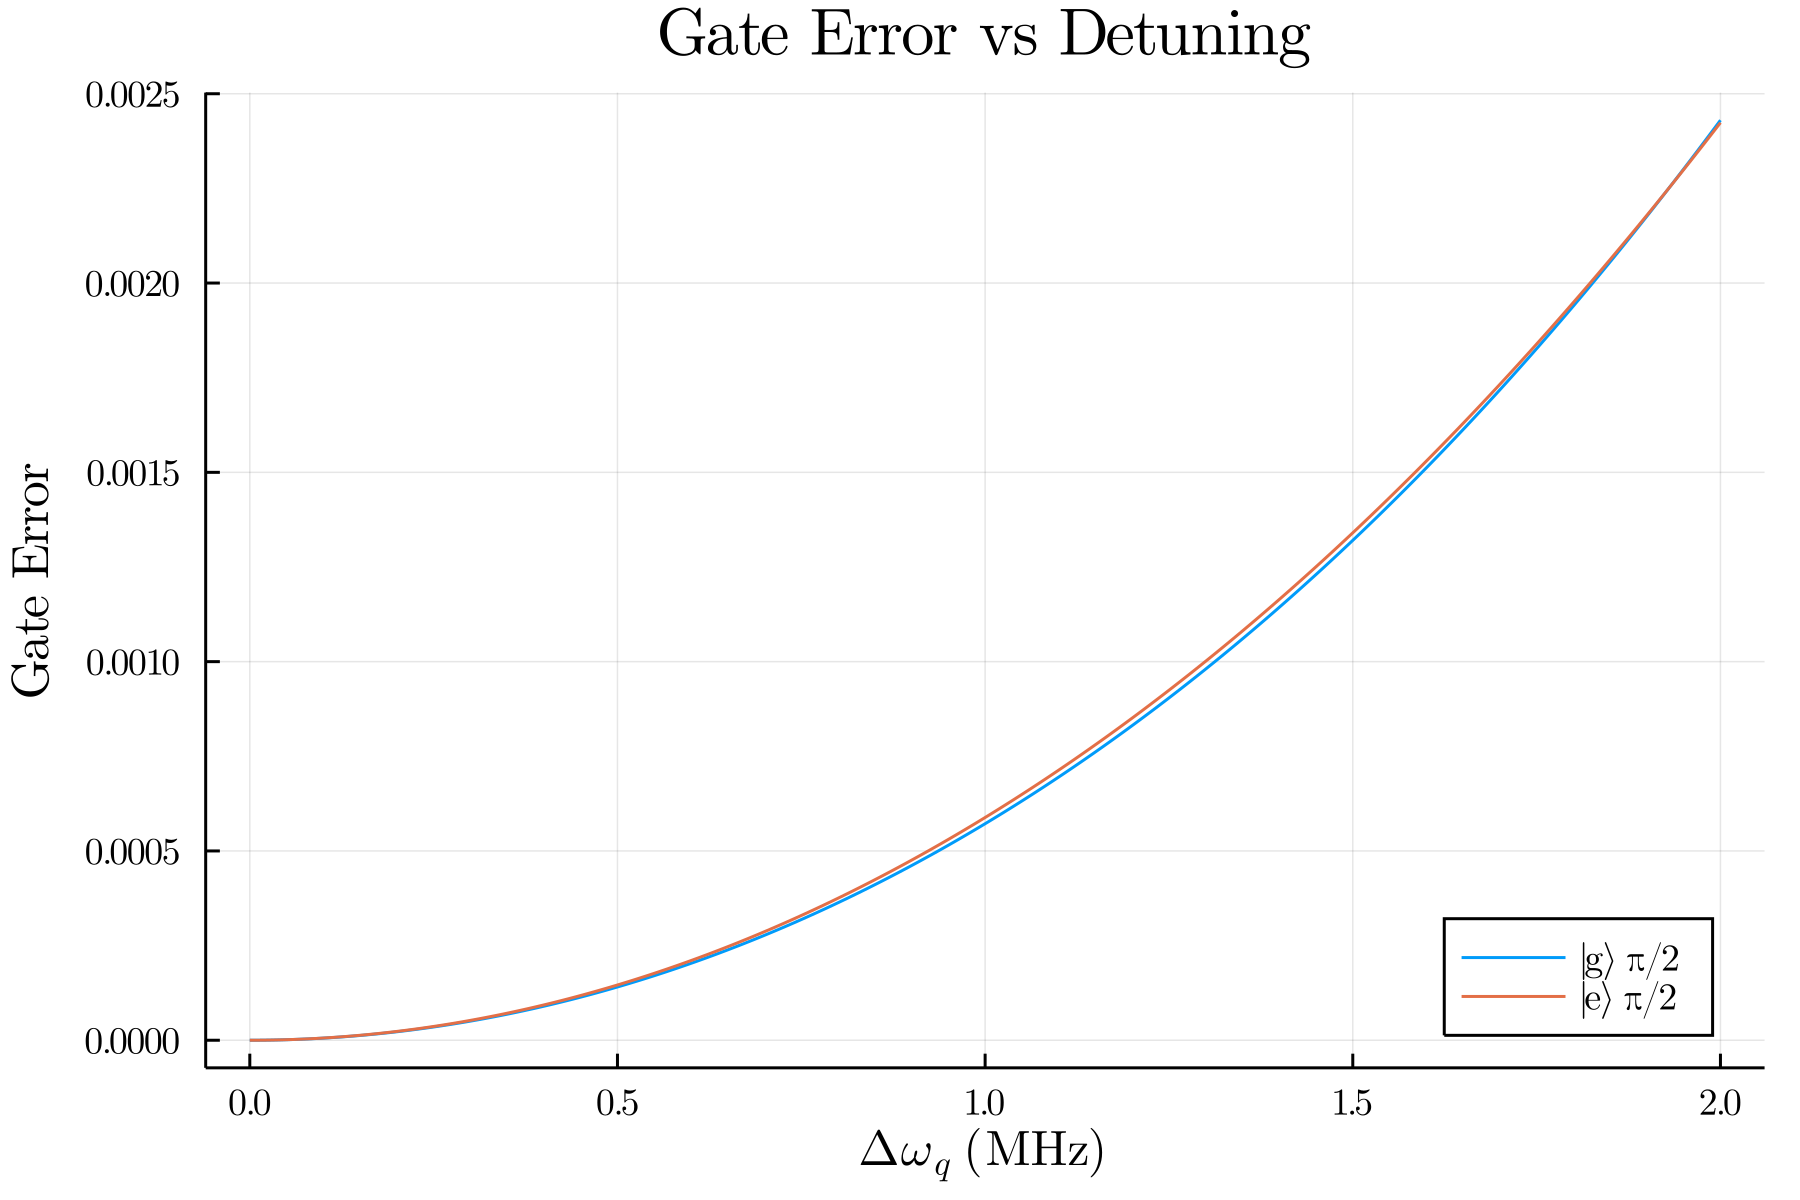 Gate Error vs Detuning
Gate Error
0.0025
0.0020
0.0015
0.0010
0.0005
0.0000
0.0
0.5
1.0
1.5
2.0
Δω_q (MHz)
|g⟩ π/2
|e⟩ π/2